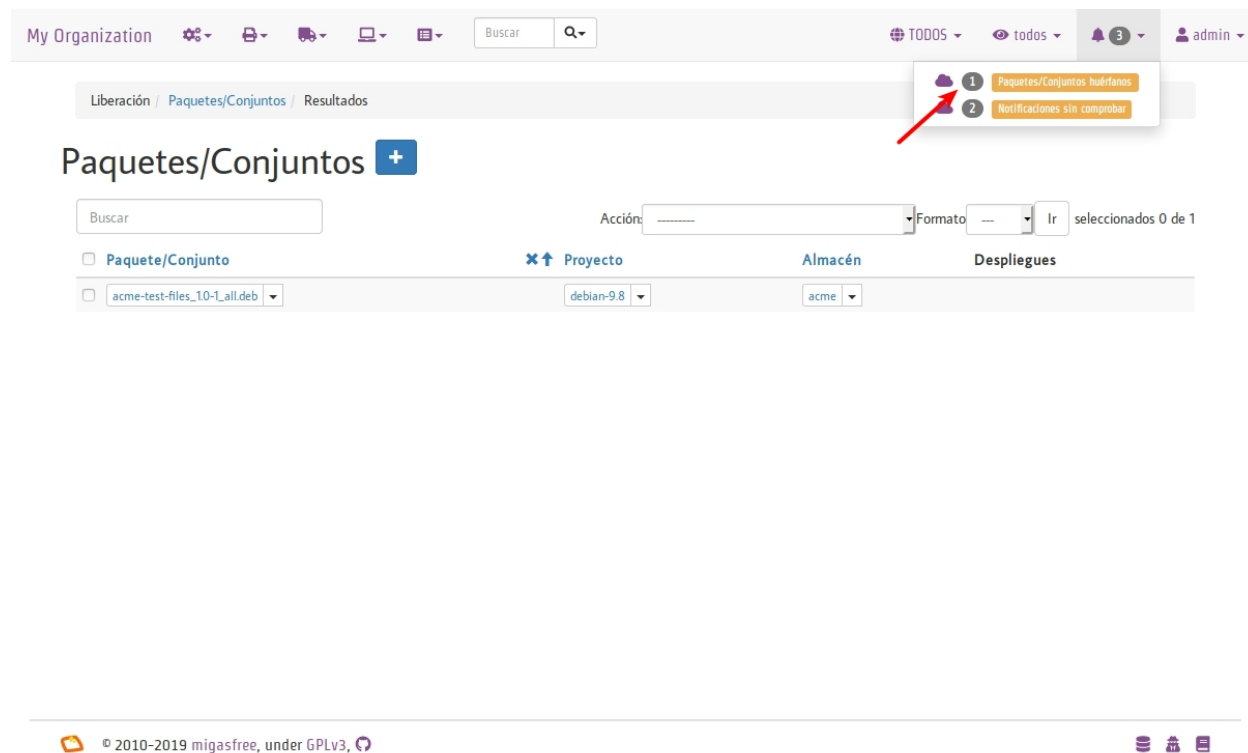 My Organization Buscar TODOS todos 3 admin
1 Paquetes/Conjuntos huérfanos
2 Notificaciones sin comprobar
Liberación / Paquetes/Conjuntos / Resultados
Paquetes/Conjuntos +
Buscar Acción: --------- Formato --- Ir seleccionados 0 de 1
Paquete/Conjunto Proyecto Almacén Despliegues
acme-test-files_1.0-1_all.deb debian-9.8 acme
© 2010-2019 migasfree, under GPLv3,